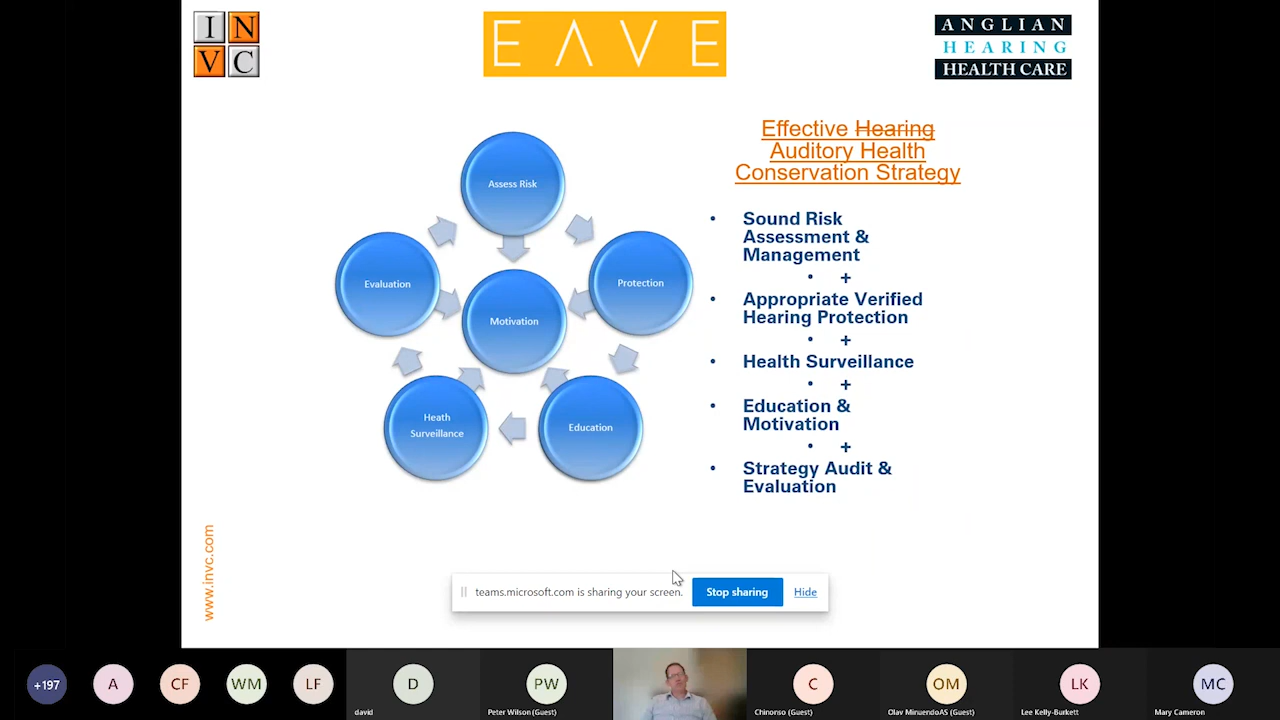 IN
VC
EAVE
ANGLIAN
HEARING
HEALTH CARE
Effective Hearing
Auditory Health
Conservation Strategy
Assess Risk
Protection
Education
Heath
Surveillance
Evaluation
Motivation
• Sound Risk
Assessment &
Management
• +
• Appropriate Verified
Hearing Protection
• +
• Health Surveillance
• +
• Education &
Motivation
• +
• Strategy Audit &
Evaluation
www.invc.com
teams.microsoft.com is sharing your screen.
Stop sharing
Hide
+197
A
CF
WM
LF
D
david
PW
Peter Wilson (Guest)
C
Chinonso (Guest)
OM
Olav MinuendoAS (Guest)
LK
Lee Kelly-Burkett
MC
Mary Cameron